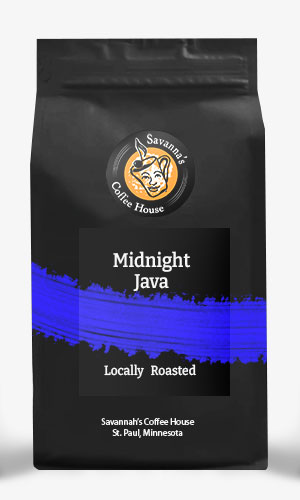 Savanna's
Coffee House
Midnight
Java
Locally Roasted
Savannah's Coffee House
St. Paul, Minnesota